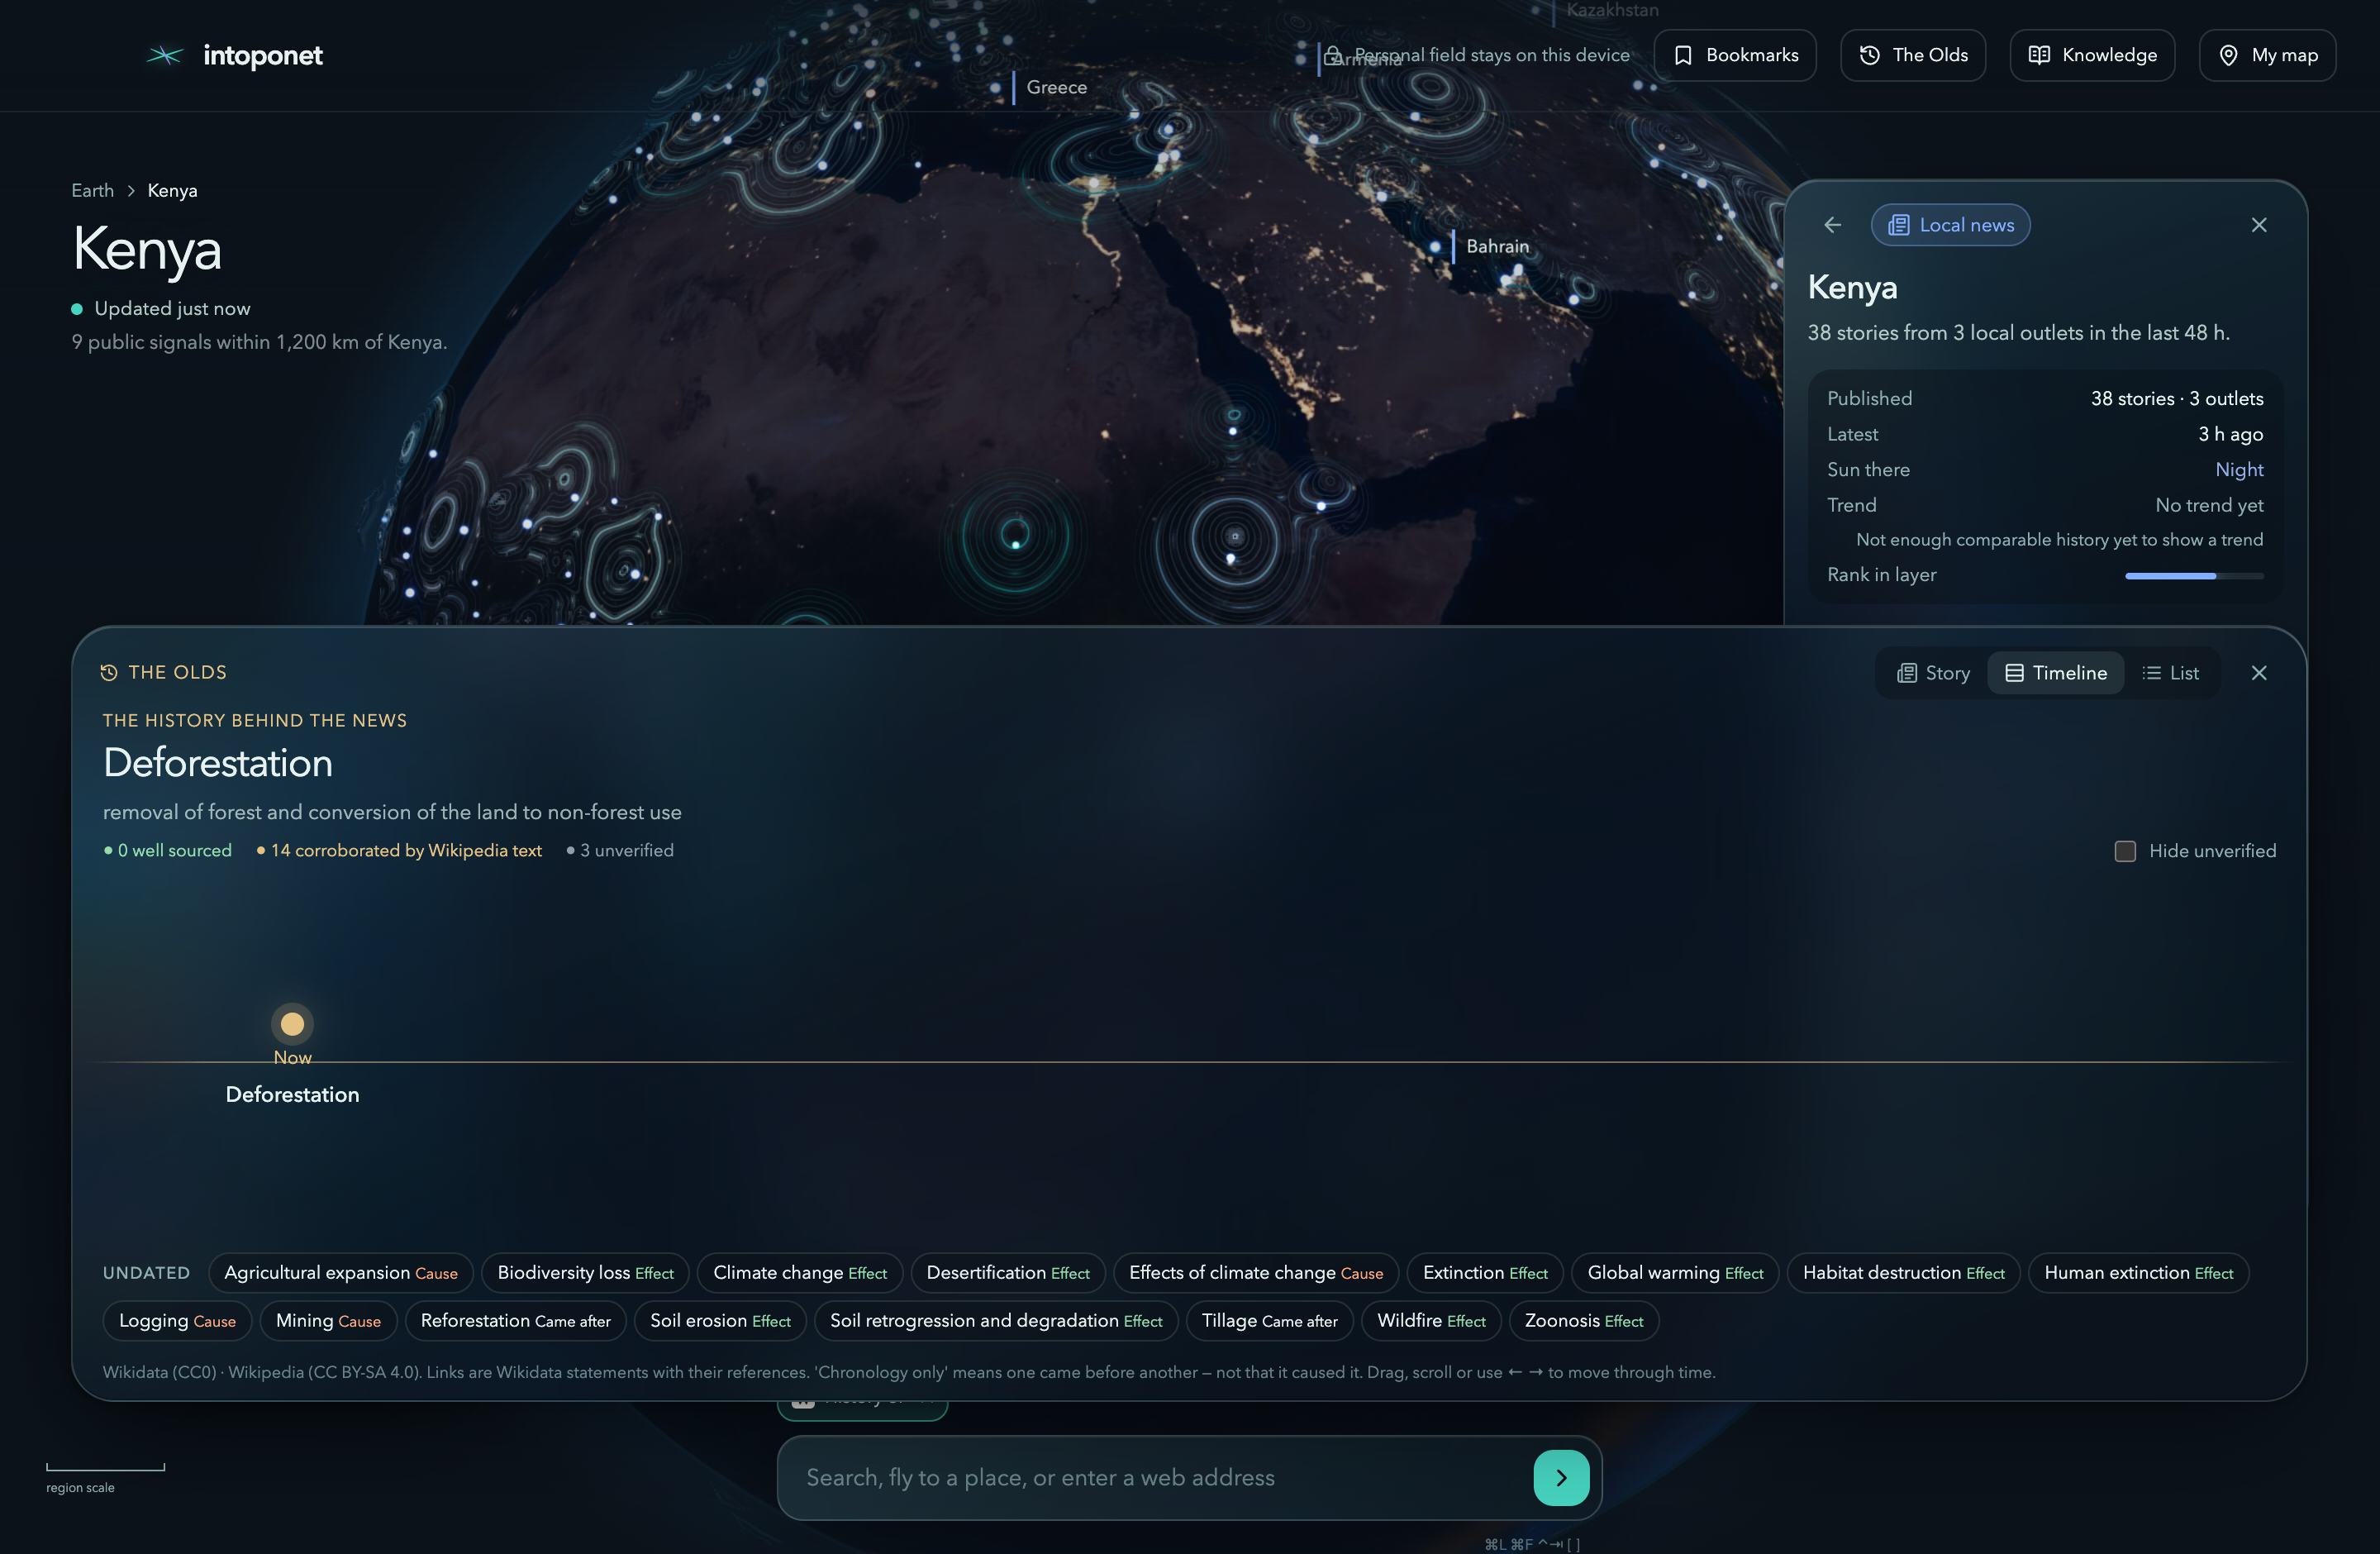 intoponet
Kazakhstan
Armenia
Personal field stays on this device
Bookmarks
The Olds
Knowledge
My map
Greece
Bahrain
Earth > Kenya
Kenya
Updated just now
9 public signals within 1,200 km of Kenya.
Local news
Kenya
38 stories from 3 local outlets in the last 48 h.
Published 38 stories · 3 outlets
Latest 3 h ago
Sun there Night
Trend No trend yet
Not enough comparable history yet to show a trend
Rank in layer
THE OLDS
Story Timeline List
THE HISTORY BEHIND THE NEWS
Deforestation
removal of forest and conversion of the land to non-forest use
0 well sourced 14 corroborated by Wikipedia text 3 unverified
Hide unverified
Now
Deforestation
UNDATED Agricultural expansion Cause Biodiversity loss Effect Climate change Effect Desertification Effect Effects of climate change Cause Extinction Effect Global warming Effect Habitat destruction Effect Human extinction Effect
Logging Cause Mining Cause Reforestation Came after Soil erosion Effect Soil retrogression and degradation Effect Tillage Came after Wildfire Effect Zoonosis Effect
Wikidata (CC0) · Wikipedia (CC BY-SA 4.0). Links are Wikidata statements with their references. 'Chronology only' means one came before another – not that it caused it. Drag, scroll or use ← → to move through time.
Search, fly to a place, or enter a web address
region scale
⌘L ⌘F ^⇥ [ ]